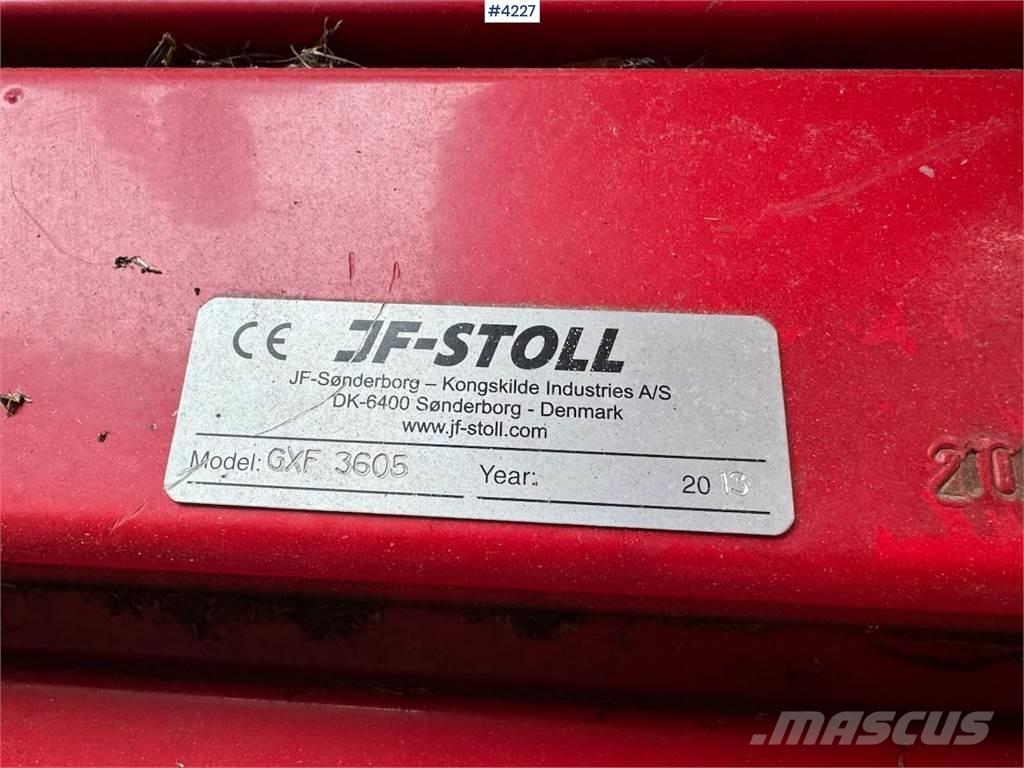 #4227
CE JF-STOLL
JF-Sønderborg – Kongskilde Industries A/S
DK-6400 Sønderborg - Denmark
www.jf-stoll.com
Model: GXF 3605 Year: 2013
MASCUS